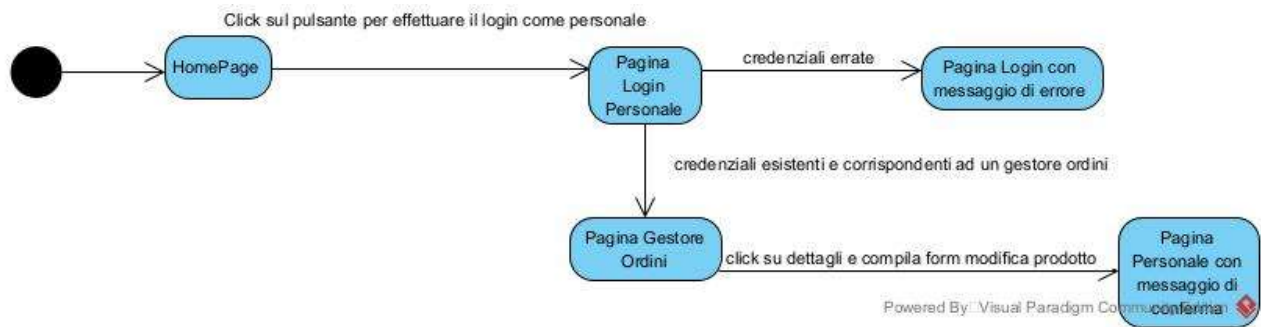 Click sul pulsante per effettuare il login come personale
HomePage
Pagina
Login
Personale
credenziali errate
Pagina Login con
messaggio di errore
credenziali esistenti e corrispondenti ad un gestore ordini
Pagina Gestore
Ordini
click su dettagli e compila form modifica prodotto
Pagina
Personale con
messaggio di
conferma
Powered By Visual Paradigm Community Edition